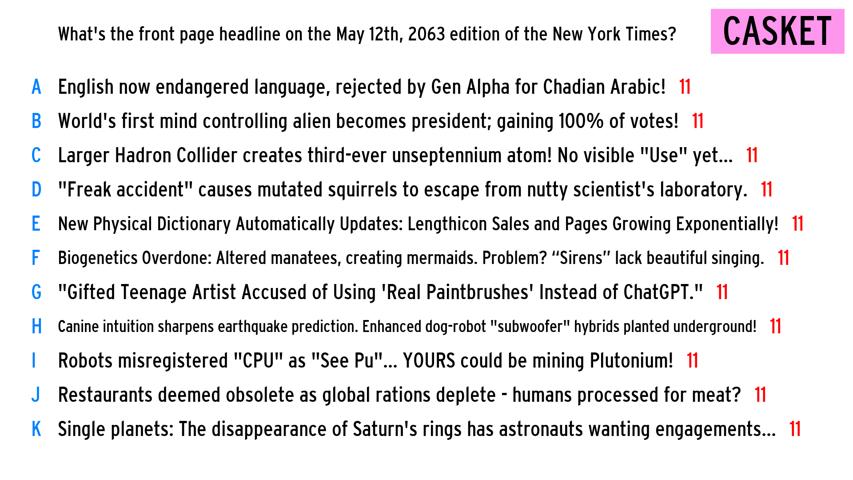 What's the front page headline on the May 12th, 2063 edition of the New York Times?
CASKET
A English now endangered language, rejected by Gen Alpha for Chadian Arabic! 11
B World's first mind controlling alien becomes president; gaining 100% of votes! 11
C Larger Hadron Collider creates third-ever unseptennium atom! No visible "Use" yet... 11
D "Freak accident" causes mutated squirrels to escape from nutty scientist's laboratory. 11
E New Physical Dictionary Automatically Updates: Lengthicon Sales and Pages Growing Exponentially! 11
F Biogenetics Overdone: Altered manatees, creating mermaids. Problem? “Sirens” lack beautiful singing. 11
G "Gifted Teenage Artist Accused of Using 'Real Paintbrushes' Instead of ChatGPT." 11
H Canine intuition sharpens earthquake prediction. Enhanced dog-robot "subwoofer" hybrids planted underground! 11
I Robots misregistered "CPU" as "See Pu"... YOURS could be mining Plutonium! 11
J Restaurants deemed obsolete as global rations deplete - humans processed for meat? 11
K Single planets: The disappearance of Saturn's rings has astronauts wanting engagements... 11